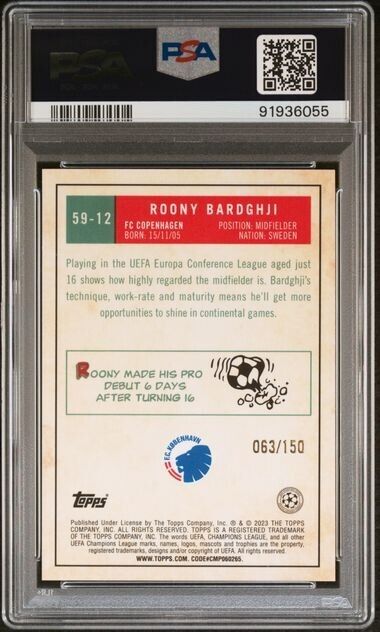 PSA
PSA
91936055
59-12
ROONY BARDGHJI
FC COPENHAGEN
BORN: 15/11/05
POSITION: MIDFIELDER
NATION: SWEDEN
Playing in the UEFA Europa Conference League aged just
16 shows how highly regarded the midfielder is. Bardghji's
technique, work-rate and maturity means he'll get more
opportunities to shine in continental games.
ROONY MADE HIS PRO
DEBUT 6 DAYS
AFTER TURNING 16
F.C. KØBENHAVN
063/150
Topps
Published Under License by The Topps Company, Inc. ® & © 2023 THE TOPPS
COMPANY, INC. ALL RIGHTS RESERVED. TOPPS IS A REGISTERED TRADEMARK
OF THE TOPPS COMPANY, INC. The words UEFA, CHAMPIONS LEAGUE, and all other
UEFA Champions League marks, names, logos, mascots and trophies are the property,
registered trademarks, designs and/or copyright of UEFA. All rights reserved.
WWW.TOPPS.COM. CODE#CMP060265.